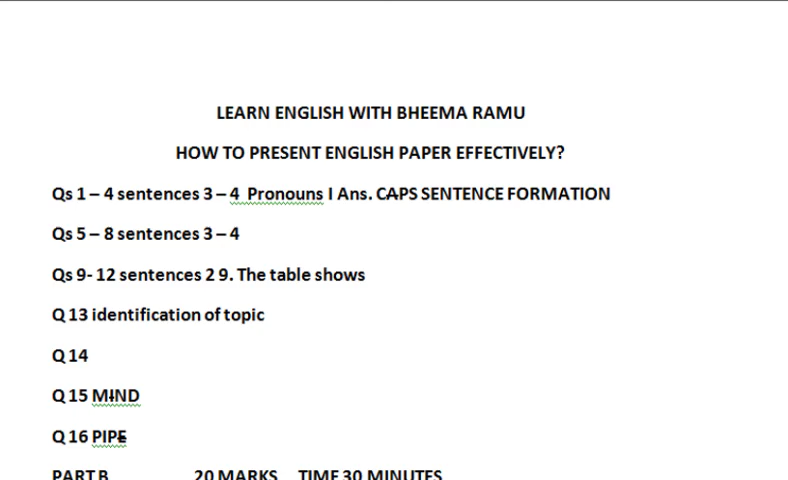 LEARN ENGLISH WITH BHEEMA RAMU
HOW TO PRESENT ENGLISH PAPER EFFECTIVELY?
Qs 1 – 4 sentences 3 – 4 Pronouns I Ans. CAPS SENTENCE FORMATION
Qs 5 – 8 sentences 3 – 4
Qs 9- 12 sentences 2 9. The table shows
Q 13 identification of topic
Q 14
Q 15 MIND
Q 16 PIPE
PART B 20 MARKS TIME 30 MINUTES